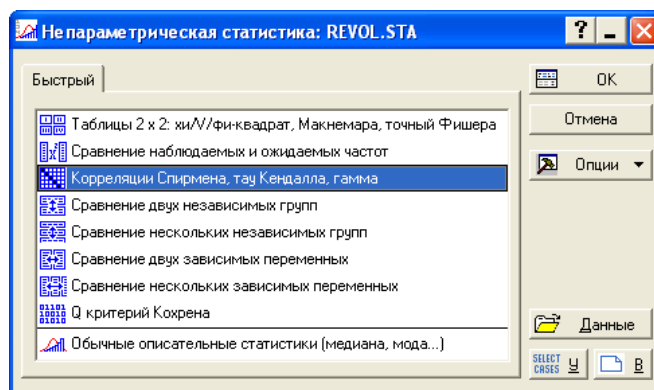 Непараметрическая статистика: REVOL.STA
?
Быстрый
Таблицы 2 x 2: хи/V/фи-квадрат, Макнемара, точный Фишера
Сравнение наблюдаемых и ожидаемых частот
Корреляции Спирмена, тау Кендалла, гамма
Сравнение двух независимых групп
Сравнение нескольких независимых групп
Сравнение двух зависимых переменных
Сравнение нескольких зависимых переменных
Q критерий Кохрена
Обычные описательные статистики (медиана, мода...)
OK
Отмена
Опции
Данные
SELECT
CASES У
В